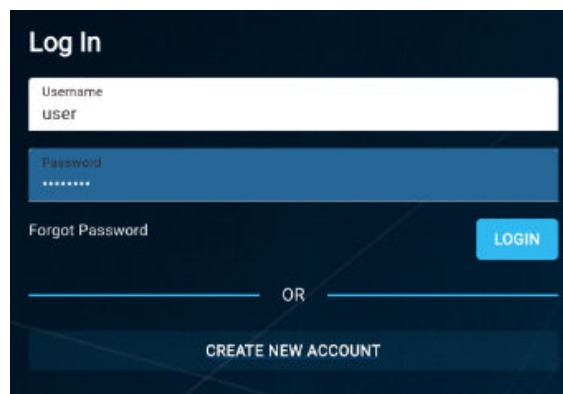 Log In
Username
user
Password
••••••••
Forgot Password
LOGIN
OR
CREATE NEW ACCOUNT